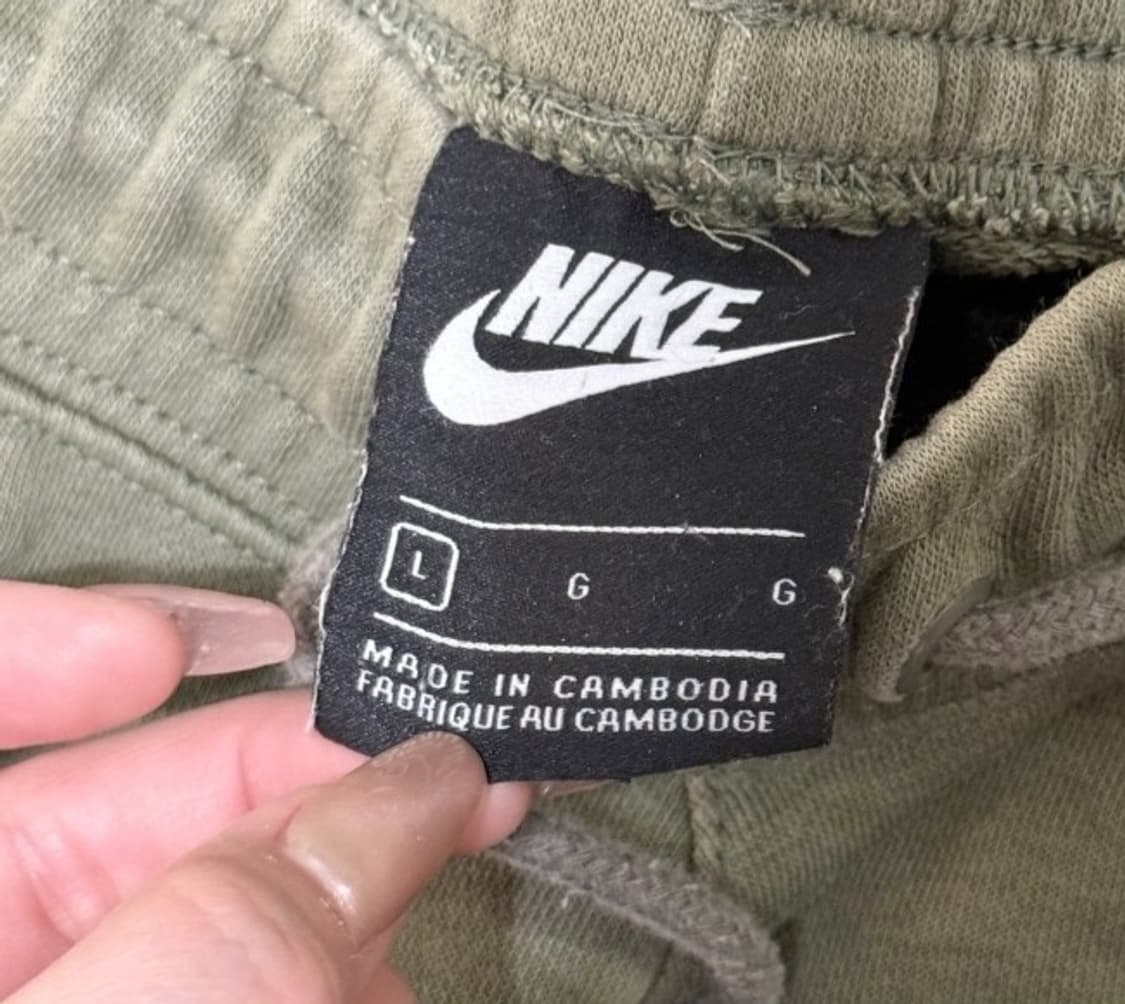 NIKE
L G G
MADE IN CAMBODIA
FABRIQUE AU CAMBODGE